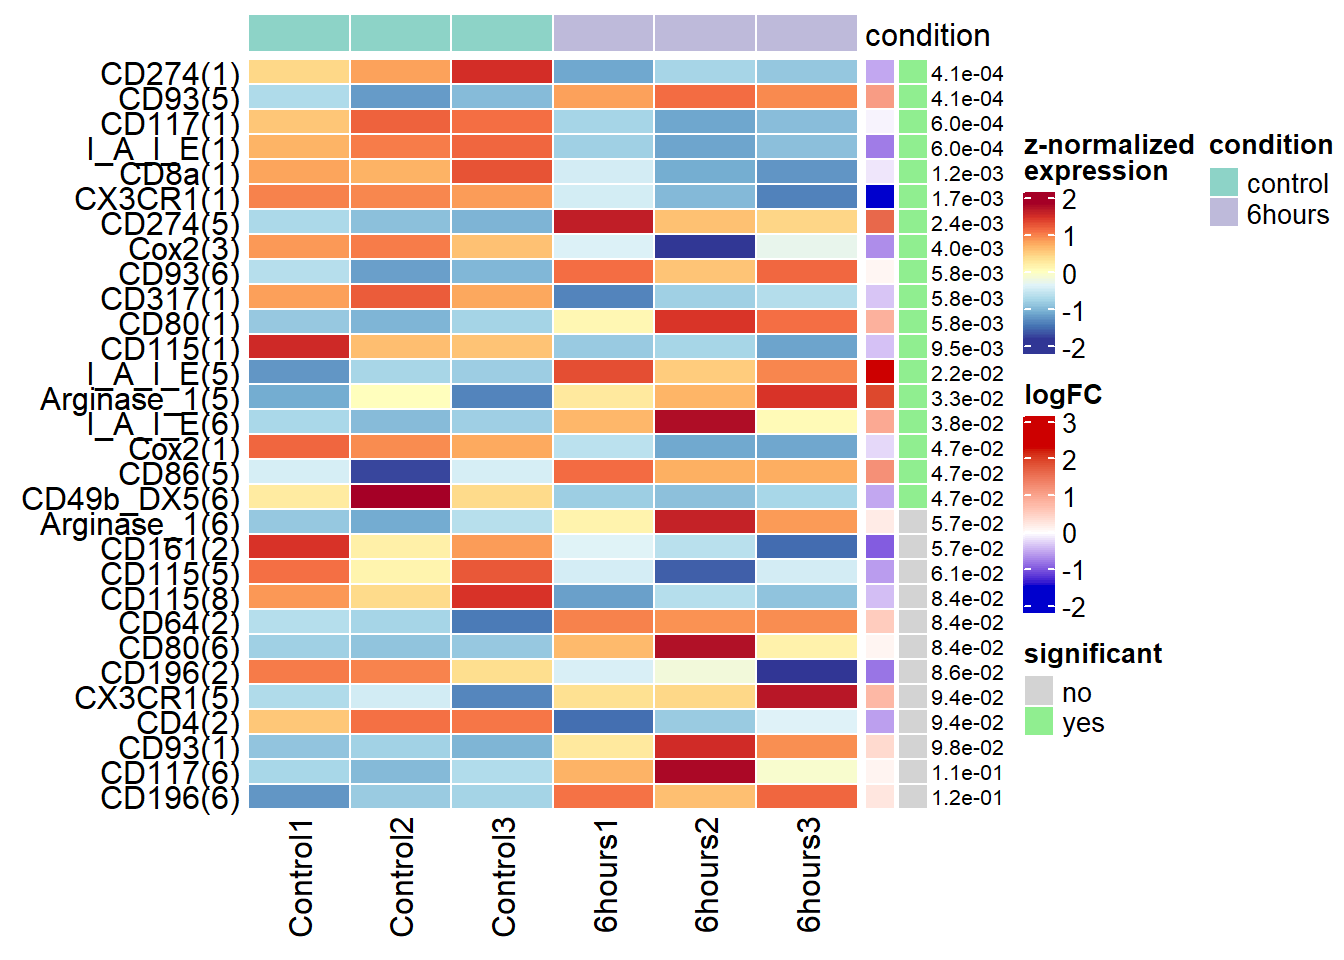 condition
CD274(1) 4.1e-04
CD93(5) 4.1e-04
CD117(1) 6.0e-04
I_A_I_E(1) 6.0e-04
CD8a(1) 1.2e-03
CX3CR1(1) 1.7e-03
CD274(5) 2.4e-03
Cox2(3) 4.0e-03
CD93(6) 5.8e-03
CD317(1) 5.8e-03
CD80(1) 5.8e-03
CD115(1) 9.5e-03
I_A_I_E(5) 2.2e-02
Arginase_1(5) 3.3e-02
I_A_I_E(6) 3.8e-02
Cox2(1) 4.7e-02
CD86(5) 4.7e-02
CD49b_DX5(6) 4.7e-02
Arginase_1(6) 5.7e-02
CD161(2) 5.7e-02
CD115(5) 6.1e-02
CD115(8) 8.4e-02
CD64(2) 8.4e-02
CD80(6) 8.4e-02
CD196(2) 8.6e-02
CX3CR1(5) 9.4e-02
CD4(2) 9.4e-02
CD93(1) 9.8e-02
CD117(6) 1.1e-01
CD196(6) 1.2e-01
Control1
Control2
Control3
6hours1
6hours2
6hours3
z-normalized
expression
2
1
0
-1
-2
logFC
3
2
1
0
-1
-2
significant
no
yes
condition
control
6hours